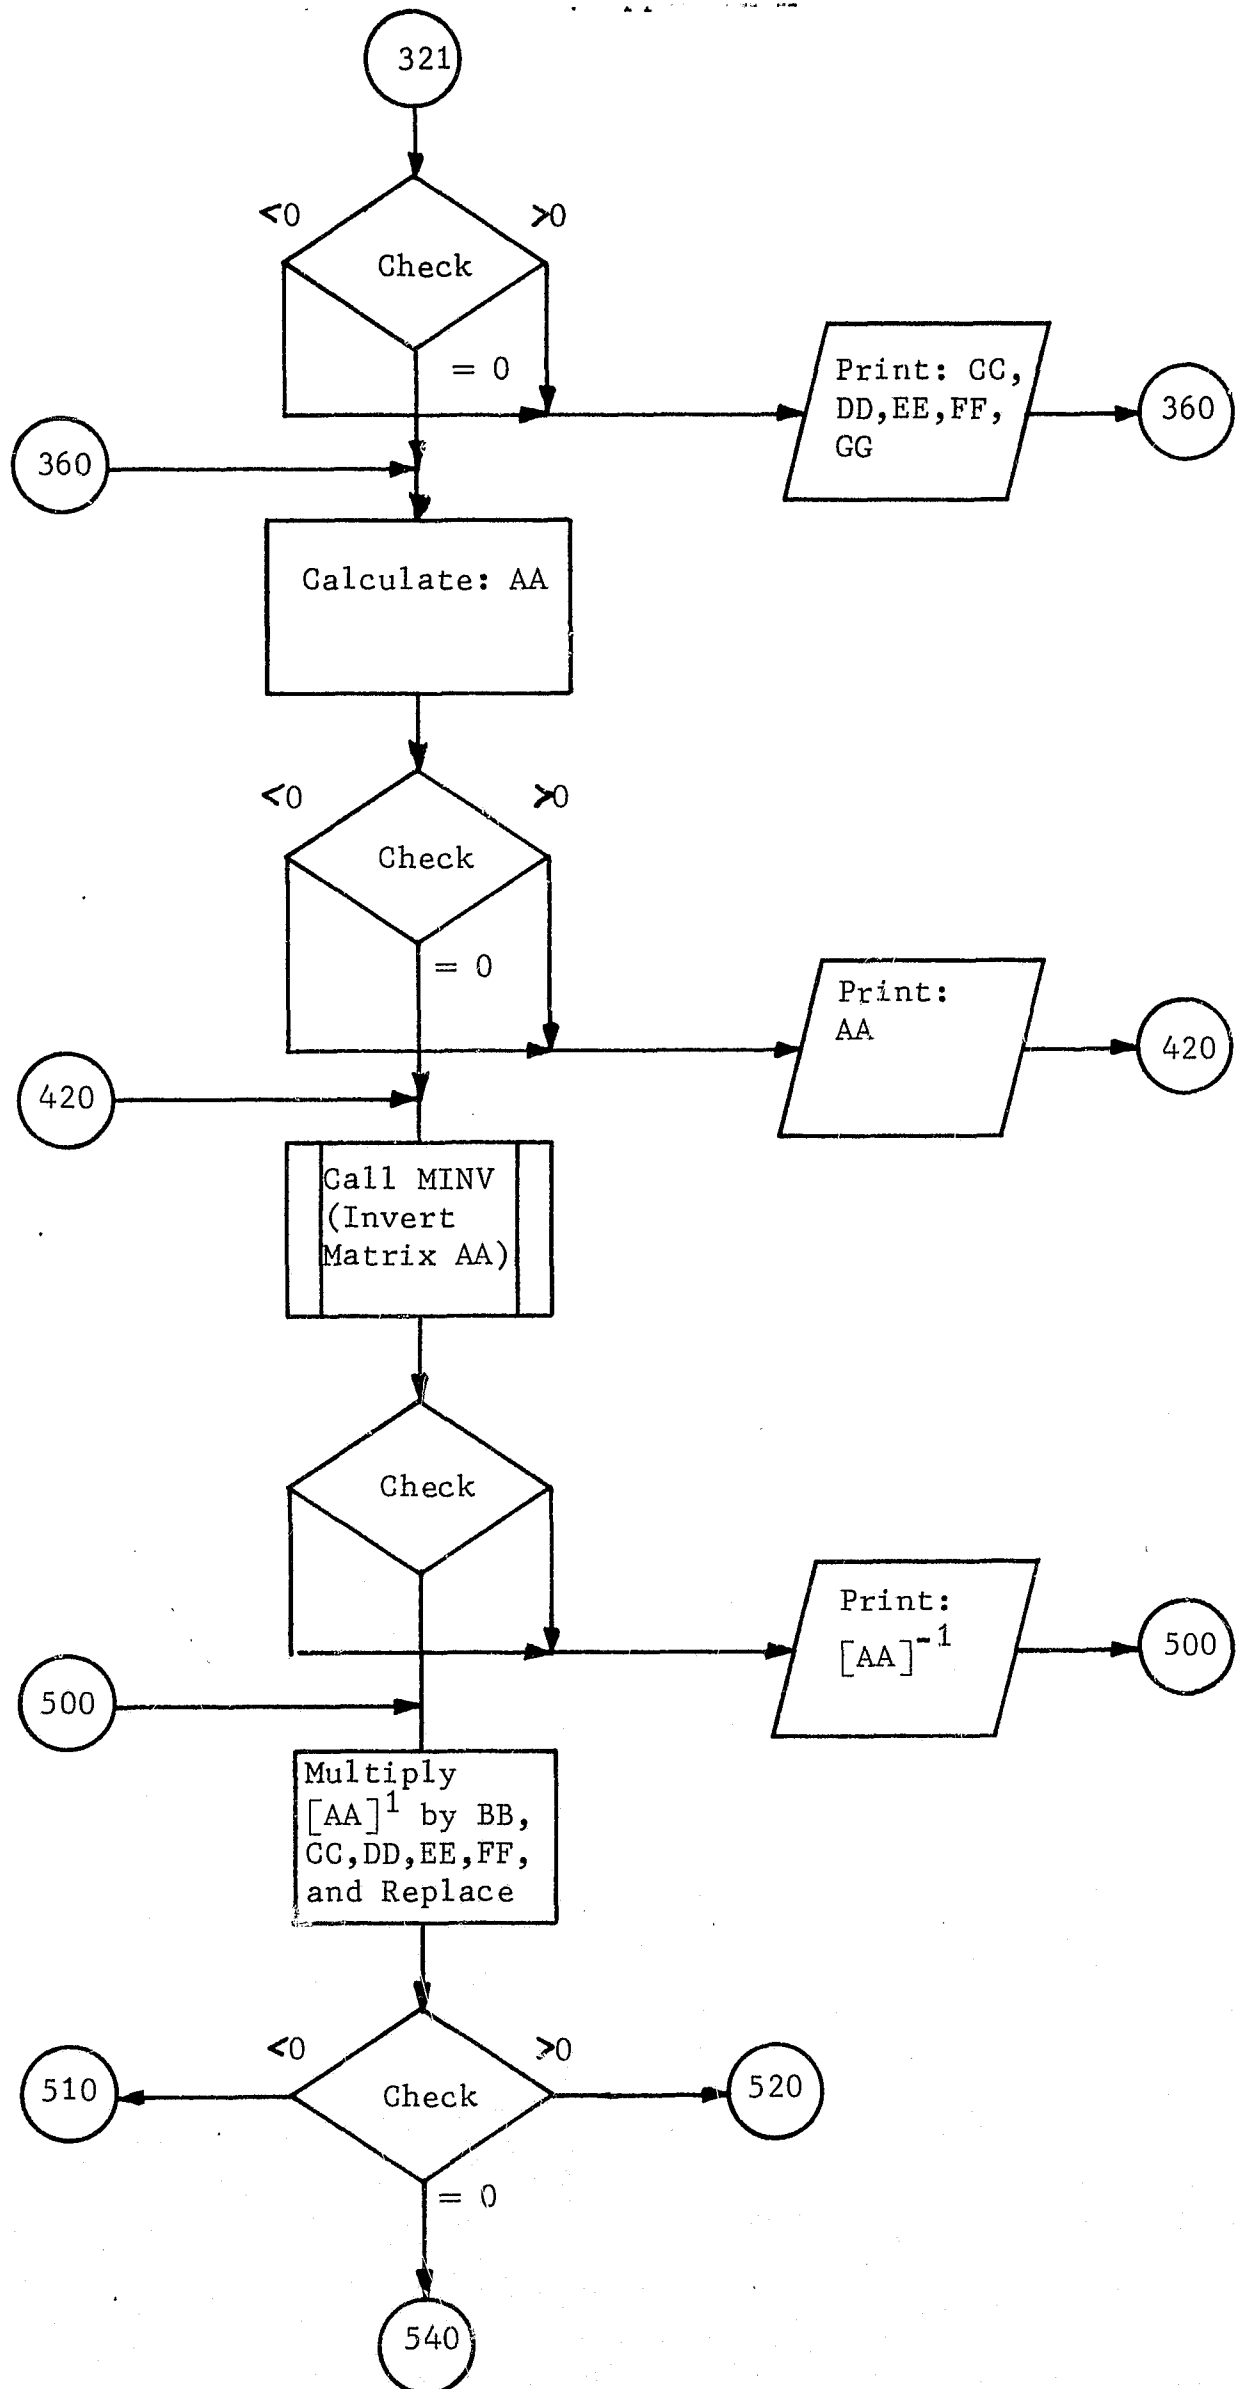 321
<0
>0
Check
= 0
Print: CC,
DD,EE,FF,
GG
360
360
Calculate: AA
<0
>0
Check
= 0
Print:
AA
420
420
Call MINV
(Invert
Matrix AA)
Check
Print:
[AA]-1
500
500
Multiply
[AA]1 by BB,
CC,DD,EE,FF,
and Replace
<0
>0
510
Check
520
= 0
540